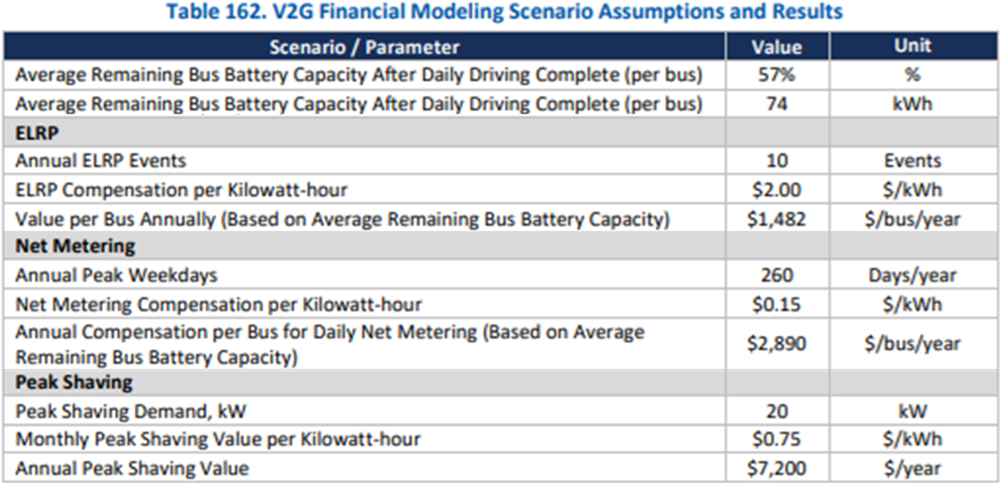 Table 162. V2G Financial Modeling Scenario Assumptions and Results
Scenario / Parameter Value Unit
Average Remaining Bus Battery Capacity After Daily Driving Complete (per bus) 57% %
Average Remaining Bus Battery Capacity After Daily Driving Complete (per bus) 74 kWh
ELRP
Annual ELRP Events 10 Events
ELRP Compensation per Kilowatt-hour $2.00 $/kWh
Value per Bus Annually (Based on Average Remaining Bus Battery Capacity) $1,482 $/bus/year
Net Metering
Annual Peak Weekdays 260 Days/year
Net Metering Compensation per Kilowatt-hour $0.15 $/kWh
Annual Compensation per Bus for Daily Net Metering (Based on Average
Remaining Bus Battery Capacity) $2,890 $/bus/year
Peak Shaving
Peak Shaving Demand, kW 20 kW
Monthly Peak Shaving Value per Kilowatt-hour $0.75 $/kWh
Annual Peak Shaving Value $7,200 $/year